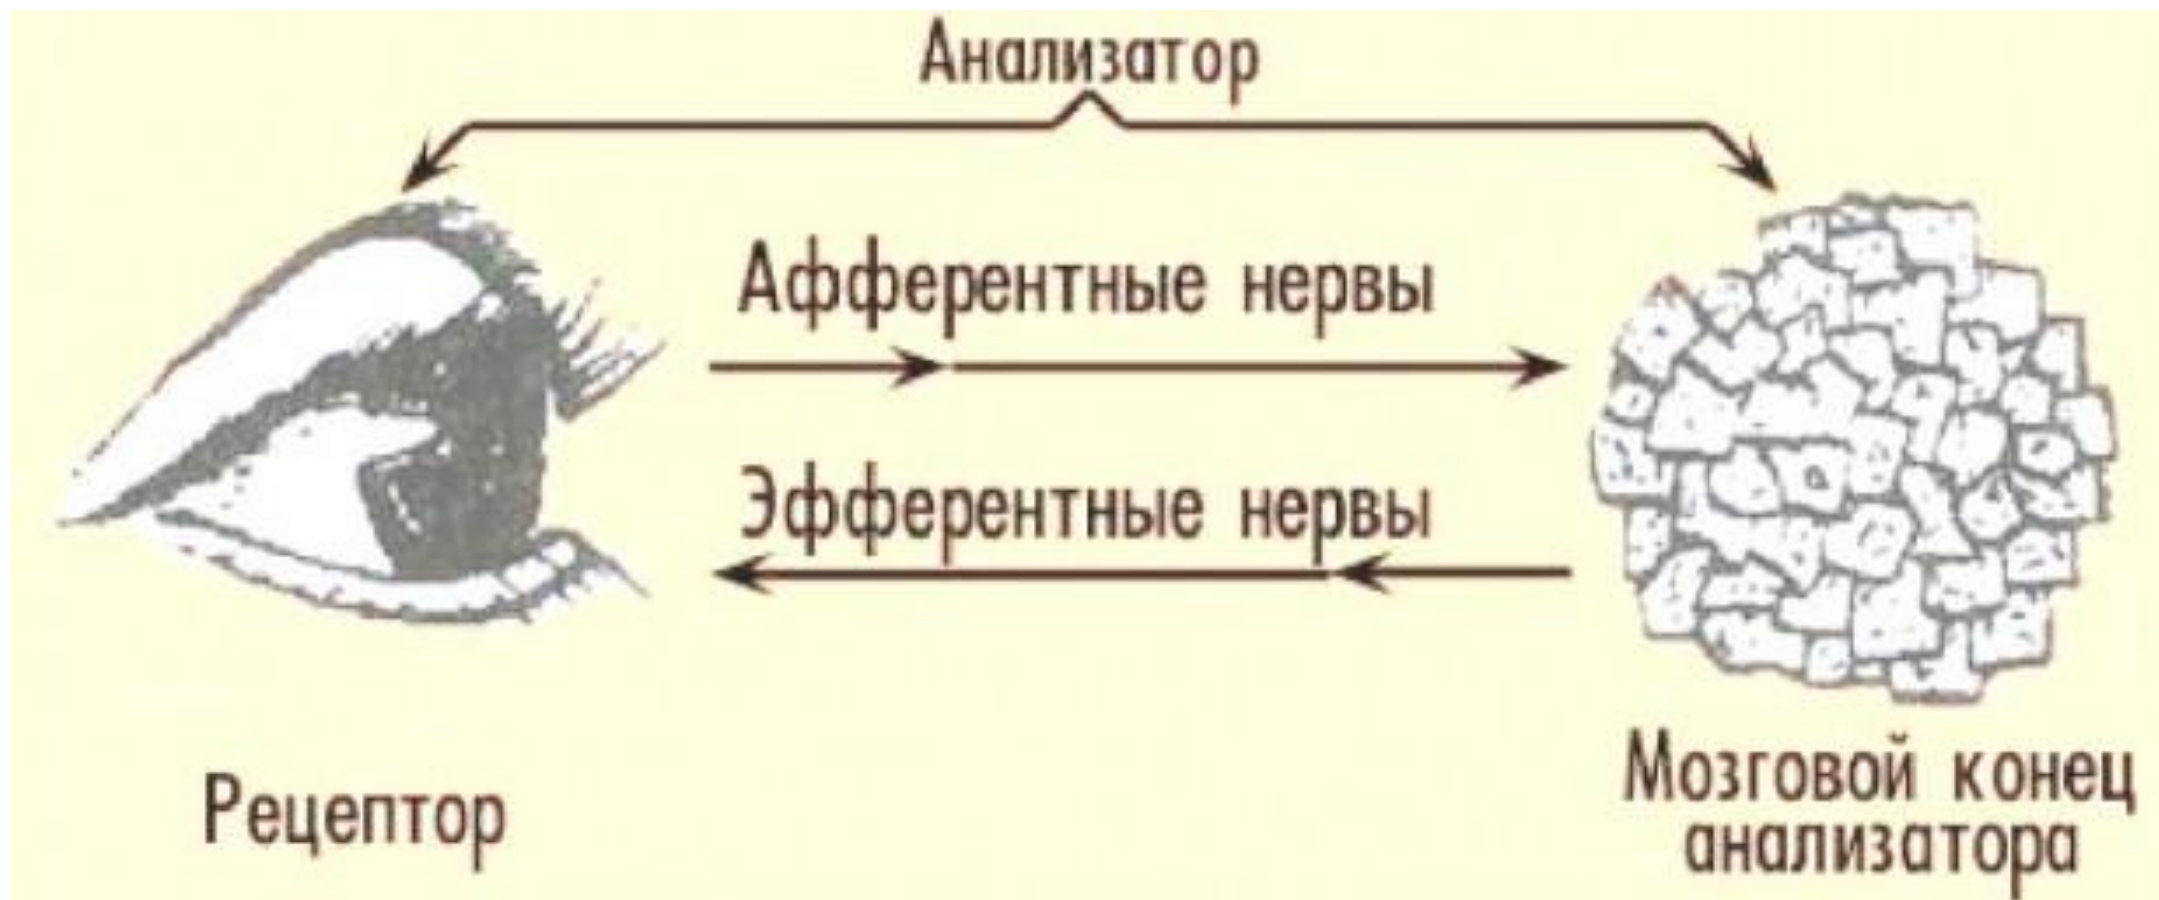 Анализатор
Афферентные нервы
Эфферентные нервы
Рецептор
Мозговой конец
анализатора